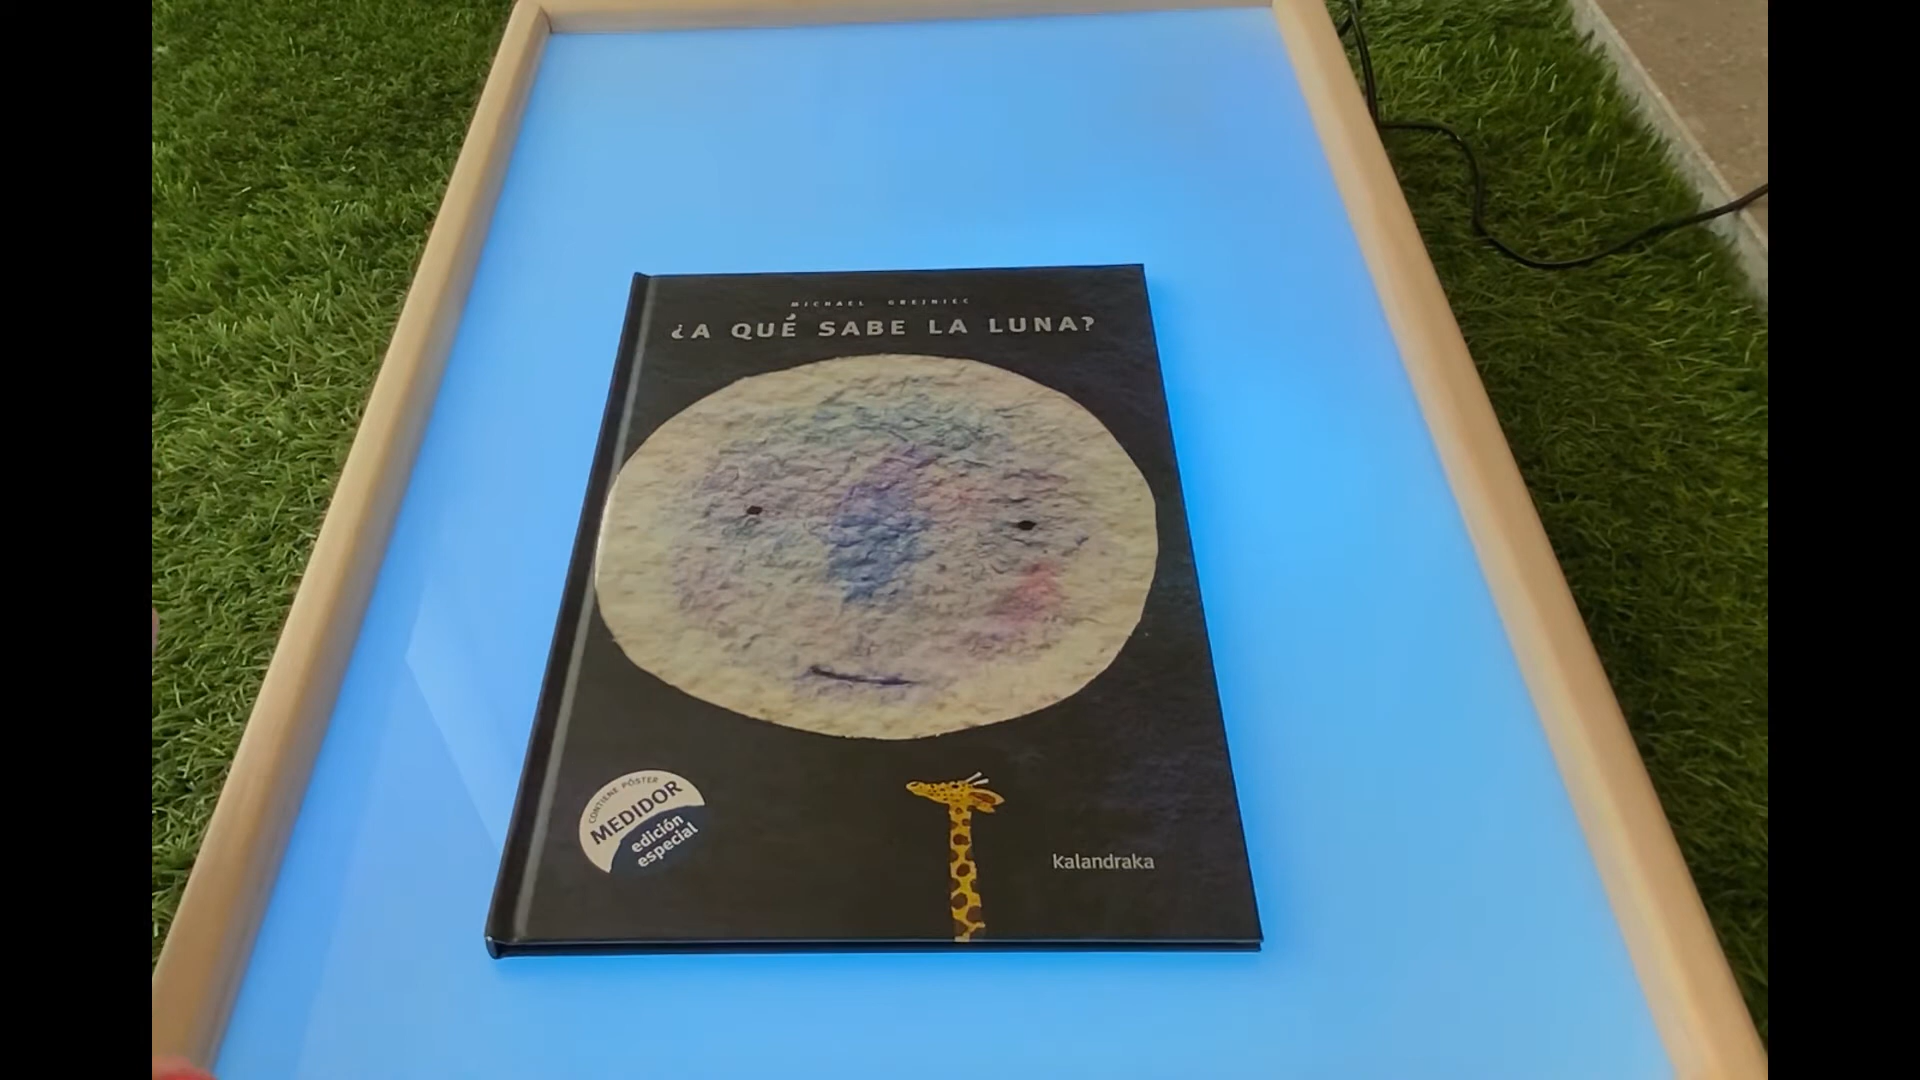 MICHAEL GREJNIEC
¿A QUÉ SABE LA LUNA?
CONTIENE PÓSTER
MEDIDOR
edición
especial
kalandraka